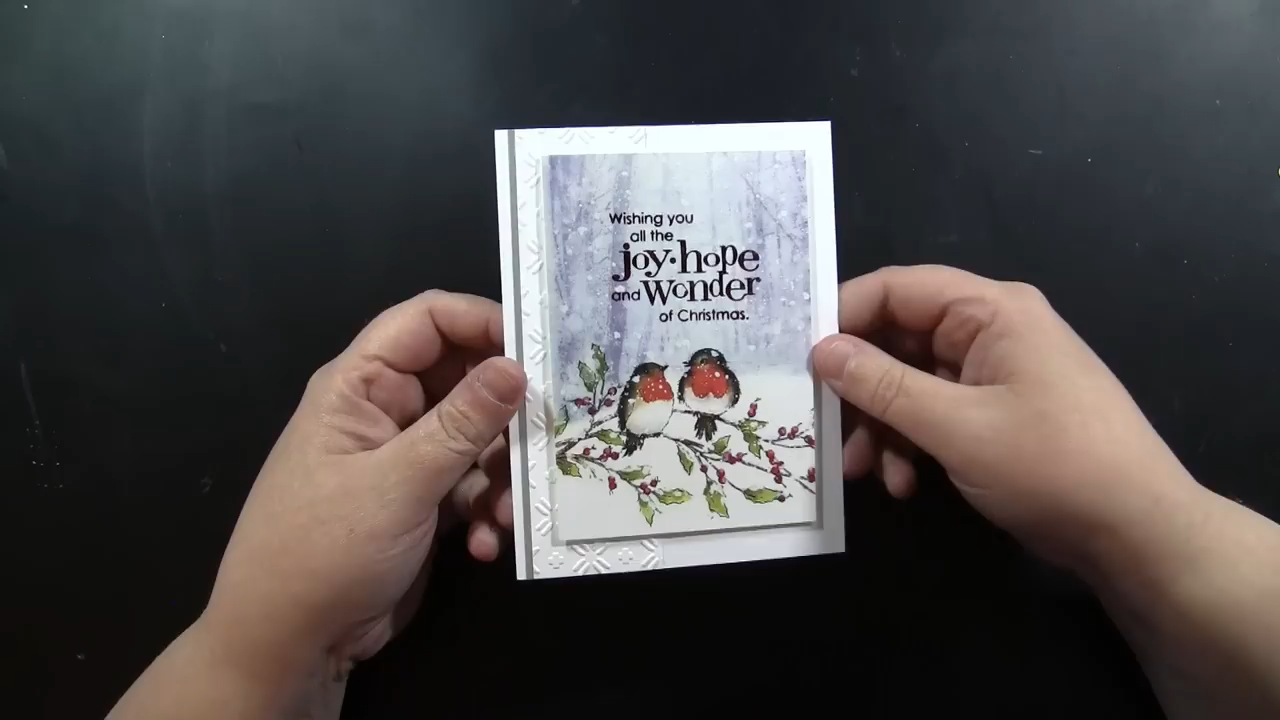 Wishing you
all the
joy·hope
and Wonder
of Christmas.